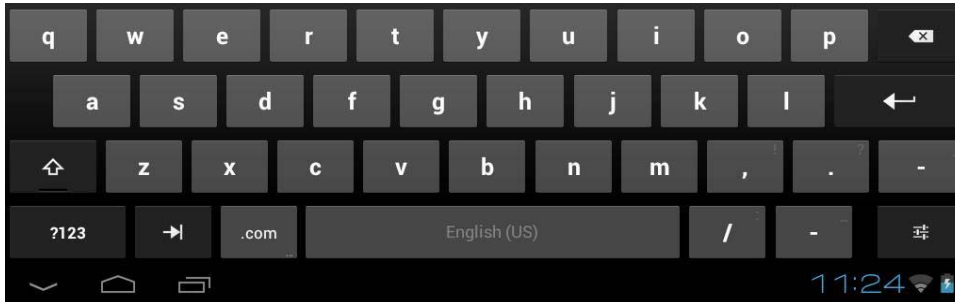 q w e r t y u i o p
a s d f g h j k l
z x c v b n m , ! . ? -
?123 .com English (US) / : - _
11:24